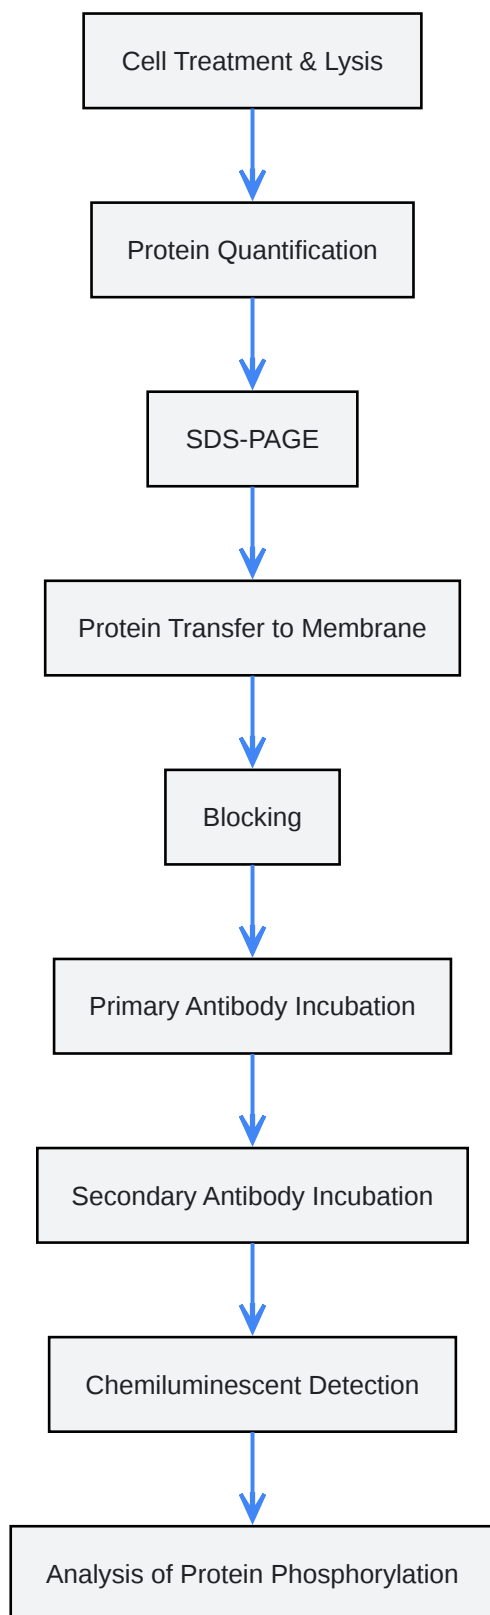 Cell Treatment & Lysis
Protein Quantification
SDS-PAGE
Protein Transfer to Membrane
Blocking
Primary Antibody Incubation
Secondary Antibody Incubation
Chemiluminescent Detection
Analysis of Protein Phosphorylation